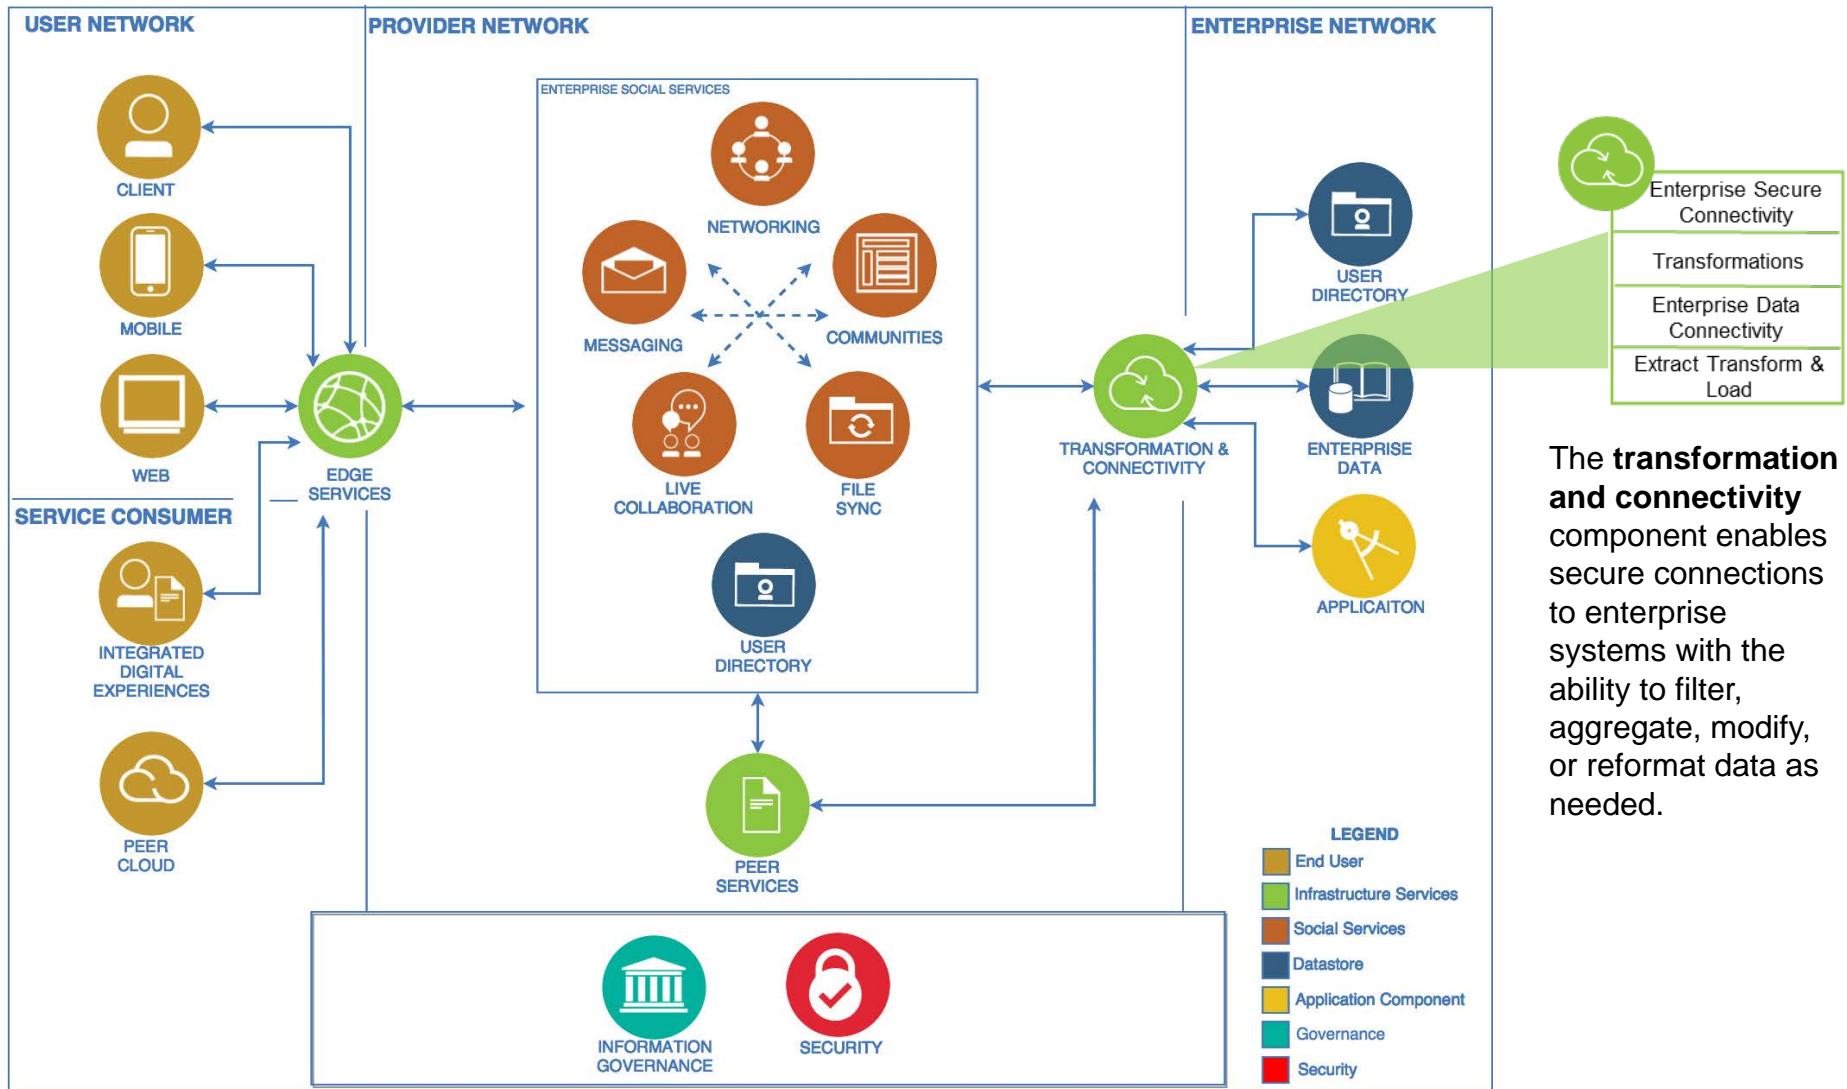 USER NETWORK
PROVIDER NETWORK
ENTERPRISE NETWORK
CLIENT
MOBILE
WEB
SERVICE CONSUMER
INTEGRATED
DIGITAL
EXPERIENCES
PEER
CLOUD
EDGE
SERVICES
ENTERPRISE SOCIAL SERVICES
NETWORKING
MESSAGING
COMMUNITIES
LIVE
COLLABORATION
FILE
SYNC
USER
DIRECTORY
PEER
SERVICES
TRANSFORMATION &
CONNECTIVITY
USER
DIRECTORY
ENTERPRISE
DATA
APPLICAITON
INFORMATION
GOVERNANCE
SECURITY
LEGEND
End User
Infrastructure Services
Social Services
Datastore
Application Component
Governance
Security
Enterprise Secure
Connectivity
Transformations
Enterprise Data
Connectivity
Extract Transform &
Load
The transformation
and connectivity
component enables
secure connections
to enterprise
systems with the
ability to filter,
aggregate, modify,
or reformat data as
needed.